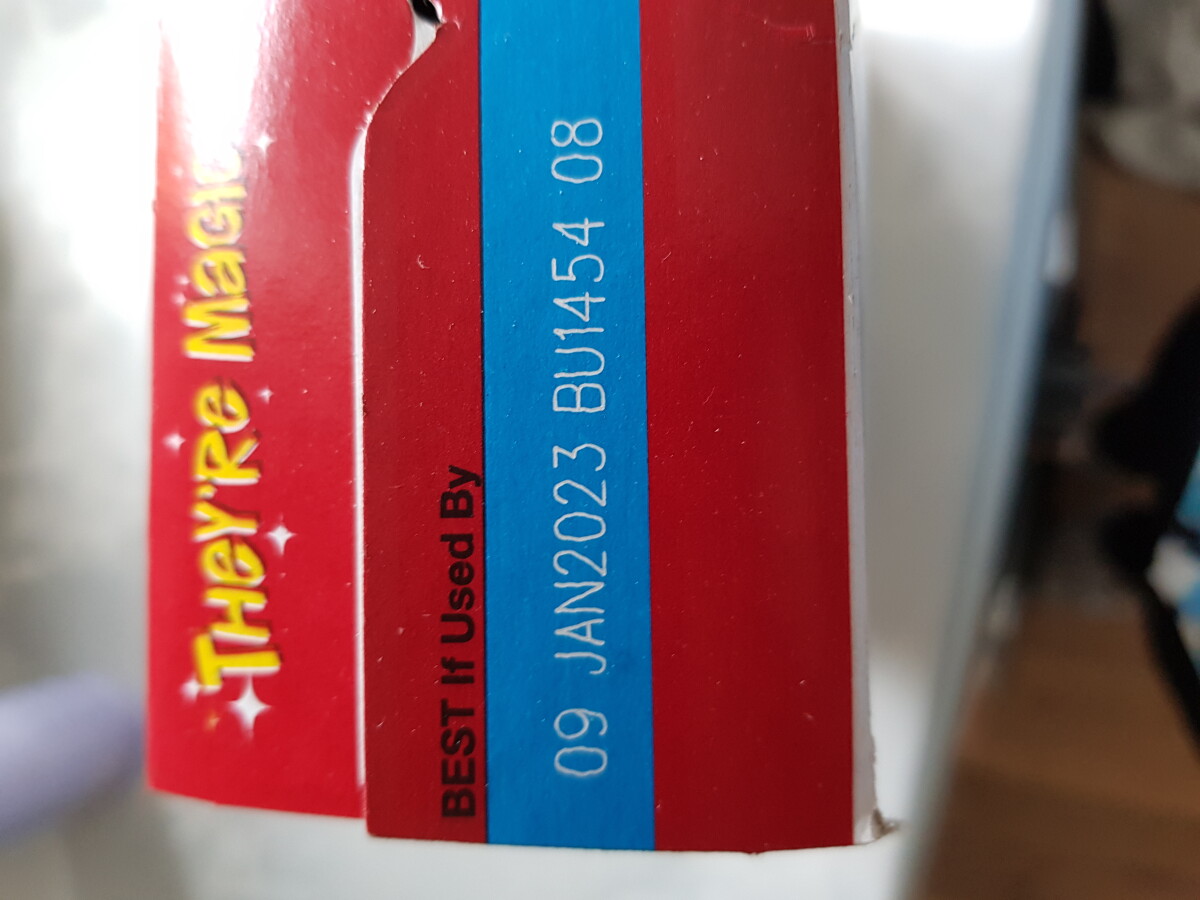 THEY'RE MAGIC
BEST If Used By
09 JAN2023 BU1454 08